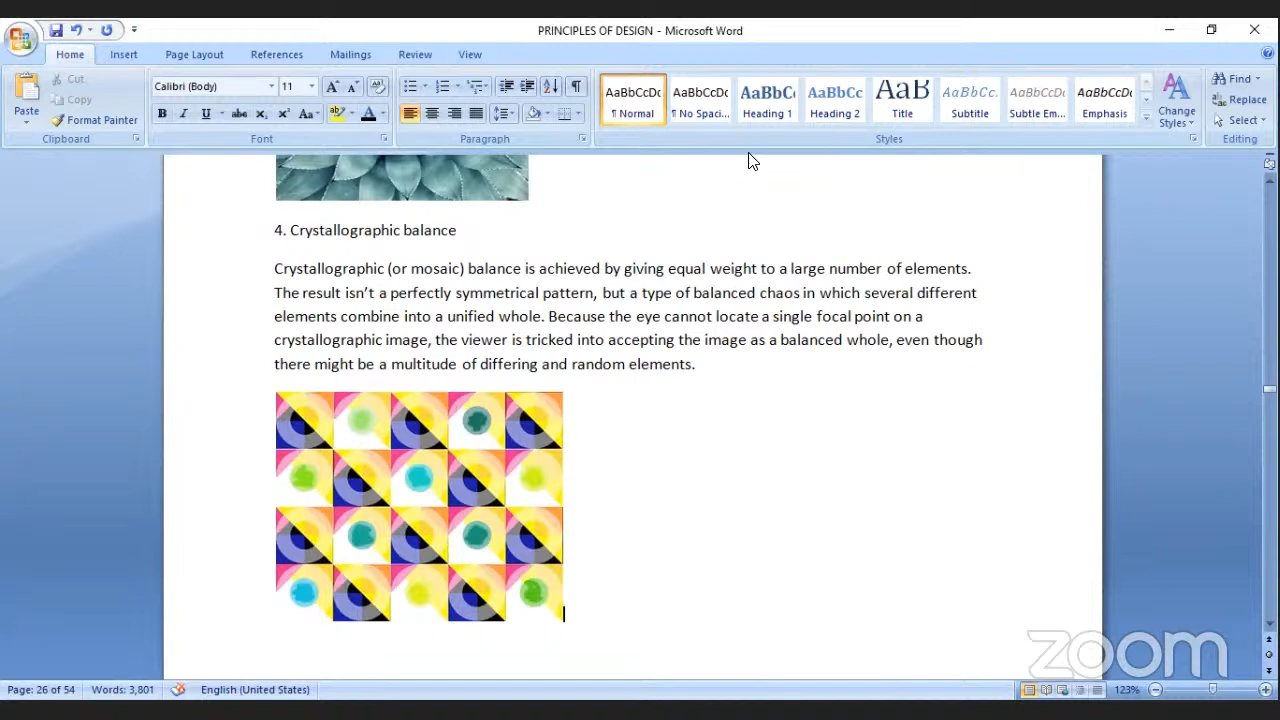 PRINCIPLES OF DESIGN - Microsoft Word
Home Insert Page Layout References Mailings Review View
Paste
Cut
Copy
Format Painter
Clipboard
Calibri (Body) 11
Font
Paragraph
AaBbCcDc AaBbCcDc AaBbC AaBbCc AaB AaBbCc. AaBbCcDc AaBbCcDc
¶ Normal ¶ No Spaci... Heading 1 Heading 2 Title Subtitle Subtle Em... Emphasis
Change
Styles
Styles
Find
Replace
Select
Editing
4. Crystallographic balance
Crystallographic (or mosaic) balance is achieved by giving equal weight to a large number of elements.
The result isn’t a perfectly symmetrical pattern, but a type of balanced chaos in which several different
elements combine into a unified whole. Because the eye cannot locate a single focal point on a
crystallographic image, the viewer is tricked into accepting the image as a balanced whole, even though
there might be a multitude of differing and random elements.
zoom
Page: 26 of 54 Words: 3,801 English (United States) 123%